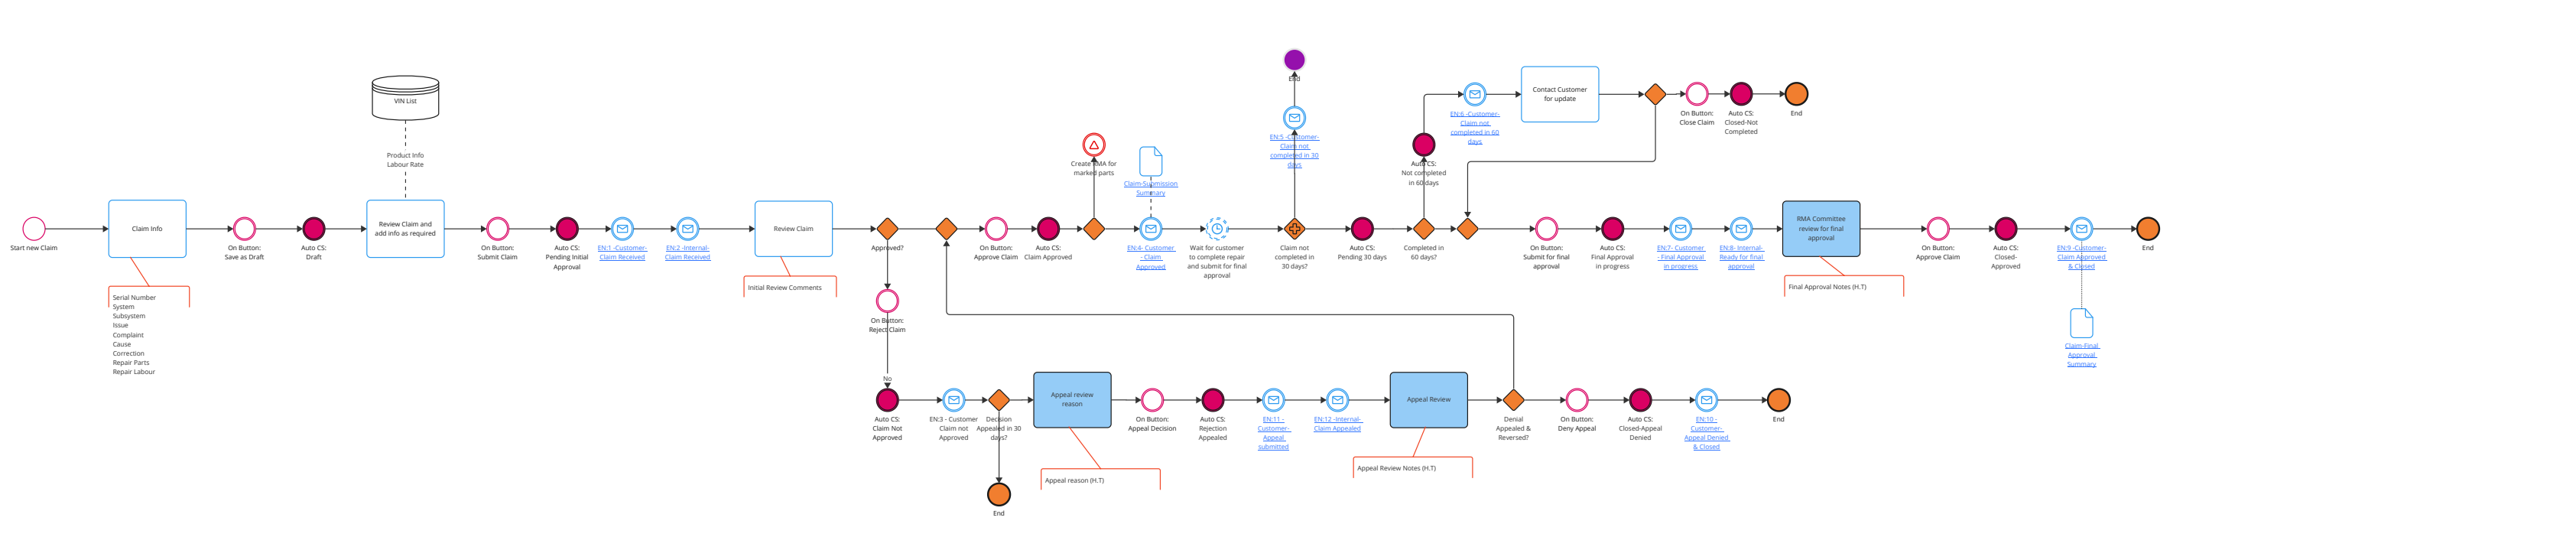 Start new Claim
Claim Info
Serial Number
System
Subsystem
Issue
Complaint
Cause
Correction
Repair Parts
Repair Labour
On Button:
Save as Draft
Auto CS:
Draft
VIN List
Product Info
Labour Rate
Review Claim and
add info as required
On Button:
Submit Claim
Auto CS:
Pending Initial
Approval
EN:1 -Customer-
Claim Received
EN:2 -Internal-
Claim Received
Review Claim
Initial Review Comments
Approved?
On Button:
Reject Claim
No
On Button:
Approve Claim
Auto CS:
Claim Approved
Create RMA for
marked parts
Claim-Submission
Summary
EN:4- Customer
- Claim
Approved
Wait for customer
to complete repair
and submit for final
approval
End
EN:5 -Customer-
Claim not
completed in 30
days
Claim not
completed in
30 days?
Auto CS:
Pending 30 days
Auto CS:
Not completed
in 60 days
Completed in
60 days?
EN:6 -Customer-
Claim not
completed in 60
days
Contact Customer
for update
On Button:
Close Claim
Auto CS:
Closed-Not
Completed
End
On Button:
Submit for final
approval
Auto CS:
Final Approval
in progress
EN:7- Customer
- Final Approval
in progress
EN:8- Internal-
Ready for final
approval
RMA Committee
review for final
approval
Final Approval Notes (H.T)
On Button:
Approve Claim
Auto CS:
Closed-
Approved
EN:9 -Customer-
Claim Approved
& Closed
End
Claim-Final
Approval
Summary
Auto CS:
Claim Not
Approved
EN:3 - Customer
Claim not
Approved
Decision
Appealed in 30
days?
End
Appeal review
reason
Appeal reason (H.T)
On Button:
Appeal Decision
Auto CS:
Rejection
Appealed
EN:11 -
Customer-
Appeal
submitted
EN:12 -Internal-
Claim Appealed
Appeal Review
Appeal Review Notes (H.T)
Denial
Appealed &
Reversed?
On Button:
Deny Appeal
Auto CS:
Closed-Appeal
Denied
EN:10 -
Customer-
Appeal Denied
& Closed
End